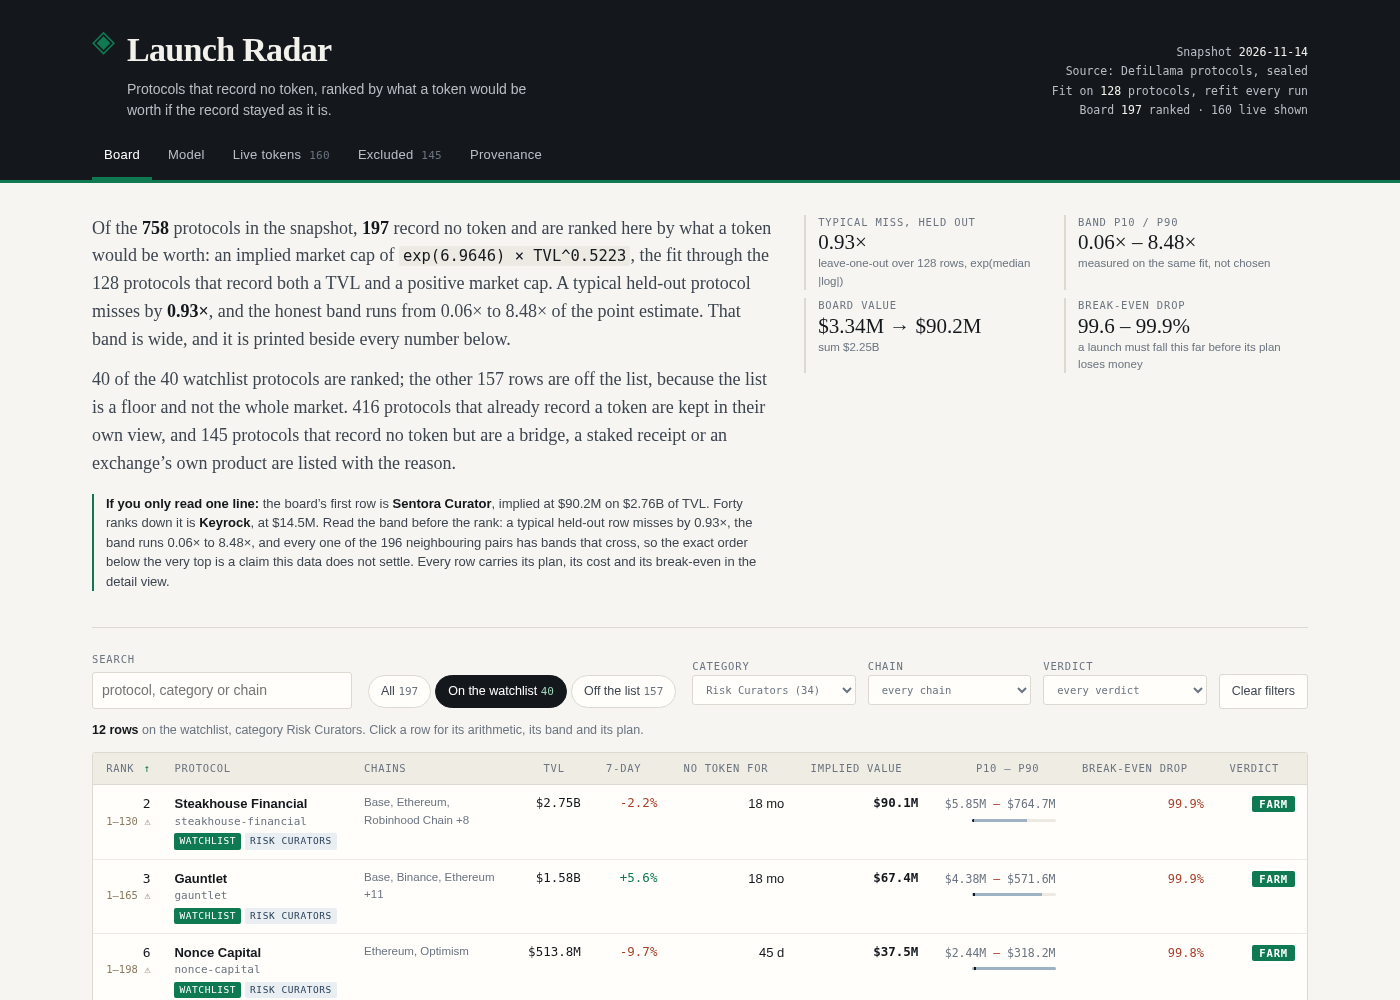 Launch Radar
Protocols that record no token, ranked by what a token would be
worth if the record stayed as it is.
Snapshot 2026-11-14
Source: DefiLlama protocols, sealed
Fit on 128 protocols, refit every run
Board 197 ranked · 160 live shown
Board Model Live tokens 160 Excluded 145 Provenance
Of the 758 protocols in the snapshot, 197 record no token and are ranked here by what a token
would be worth: an implied market cap of exp(6.9646) × TVL^0.5223, the fit through the
128 protocols that record both a TVL and a positive market cap. A typical held-out protocol
misses by 0.93×, and the honest band runs from 0.06× to 8.48× of the point estimate. That
band is wide, and it is printed beside every number below.
40 of the 40 watchlist protocols are ranked; the other 157 rows are off the list, because the list
is a floor and not the whole market. 416 protocols that already record a token are kept in their
own view, and 145 protocols that record no token but are a bridge, a staked receipt or an
exchange’s own product are listed with the reason.
If you only read one line: the board’s first row is Sentora Curator, implied at $90.2M on $2.76B of TVL. Forty
ranks down it is Keyrock, at $14.5M. Read the band before the rank: a typical held-out row misses by 0.93×, the
band runs 0.06× to 8.48×, and every one of the 196 neighbouring pairs has bands that cross, so the exact order
below the very top is a claim this data does not settle. Every row carries its plan, its cost and its break-even in the
detail view.
TYPICAL MISS, HELD OUT
0.93×
leave-one-out over 128 rows, exp(median
|log|)
BAND P10 / P90
0.06× – 8.48×
measured on the same fit, not chosen
BOARD VALUE
$3.34M → $90.2M
sum $2.25B
BREAK-EVEN DROP
99.6 – 99.9%
a launch must fall this far before its plan
loses money
SEARCH
protocol, category or chain
All 197 On the watchlist 40 Off the list 157
CATEGORY
Risk Curators (34)
CHAIN
every chain
VERDICT
every verdict
Clear filters
12 rows on the watchlist, category Risk Curators. Click a row for its arithmetic, its band and its plan.
RANK ↑ PROTOCOL CHAINS TVL 7-DAY NO TOKEN FOR IMPLIED VALUE P10 – P90 BREAK-EVEN DROP VERDICT
2 Steakhouse Financial Base, Ethereum, $2.75B -2.2% 18 mo $90.1M $5.85M – $764.7M 99.9% FARM
1–130 ⚠ steakhouse-financial Robinhood Chain +8
WATCHLIST RISK CURATORS
3 Gauntlet Base, Binance, Ethereum $1.58B +5.6% 18 mo $67.4M $4.38M – $571.6M 99.9% FARM
1–165 ⚠ gauntlet +11
WATCHLIST RISK CURATORS
6 Nonce Capital Ethereum, Optimism $513.8M -9.7% 45 d $37.5M $2.44M – $318.2M 99.8% FARM
1–198 ⚠ nonce-capital
WATCHLIST RISK CURATORS